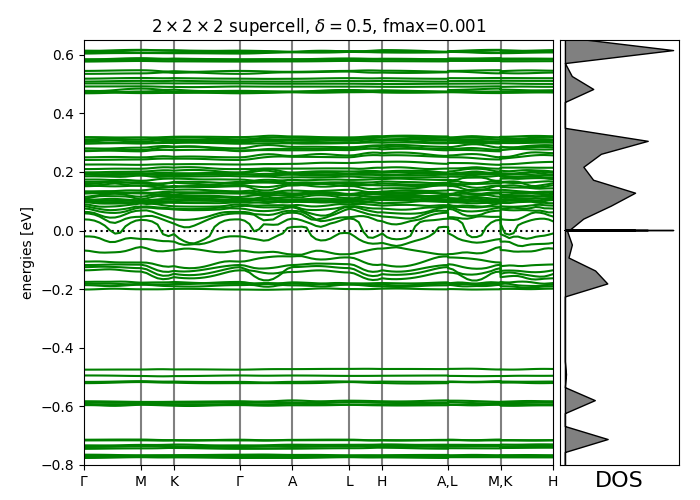 2 × 2 × 2 supercell, δ = 0.5, fmax=0.001
energies [eV]
0.6
0.4
0.2
0.0
−0.2
−0.4
−0.6
−0.8
Γ M K Γ A L H A,L M,K H
DOS